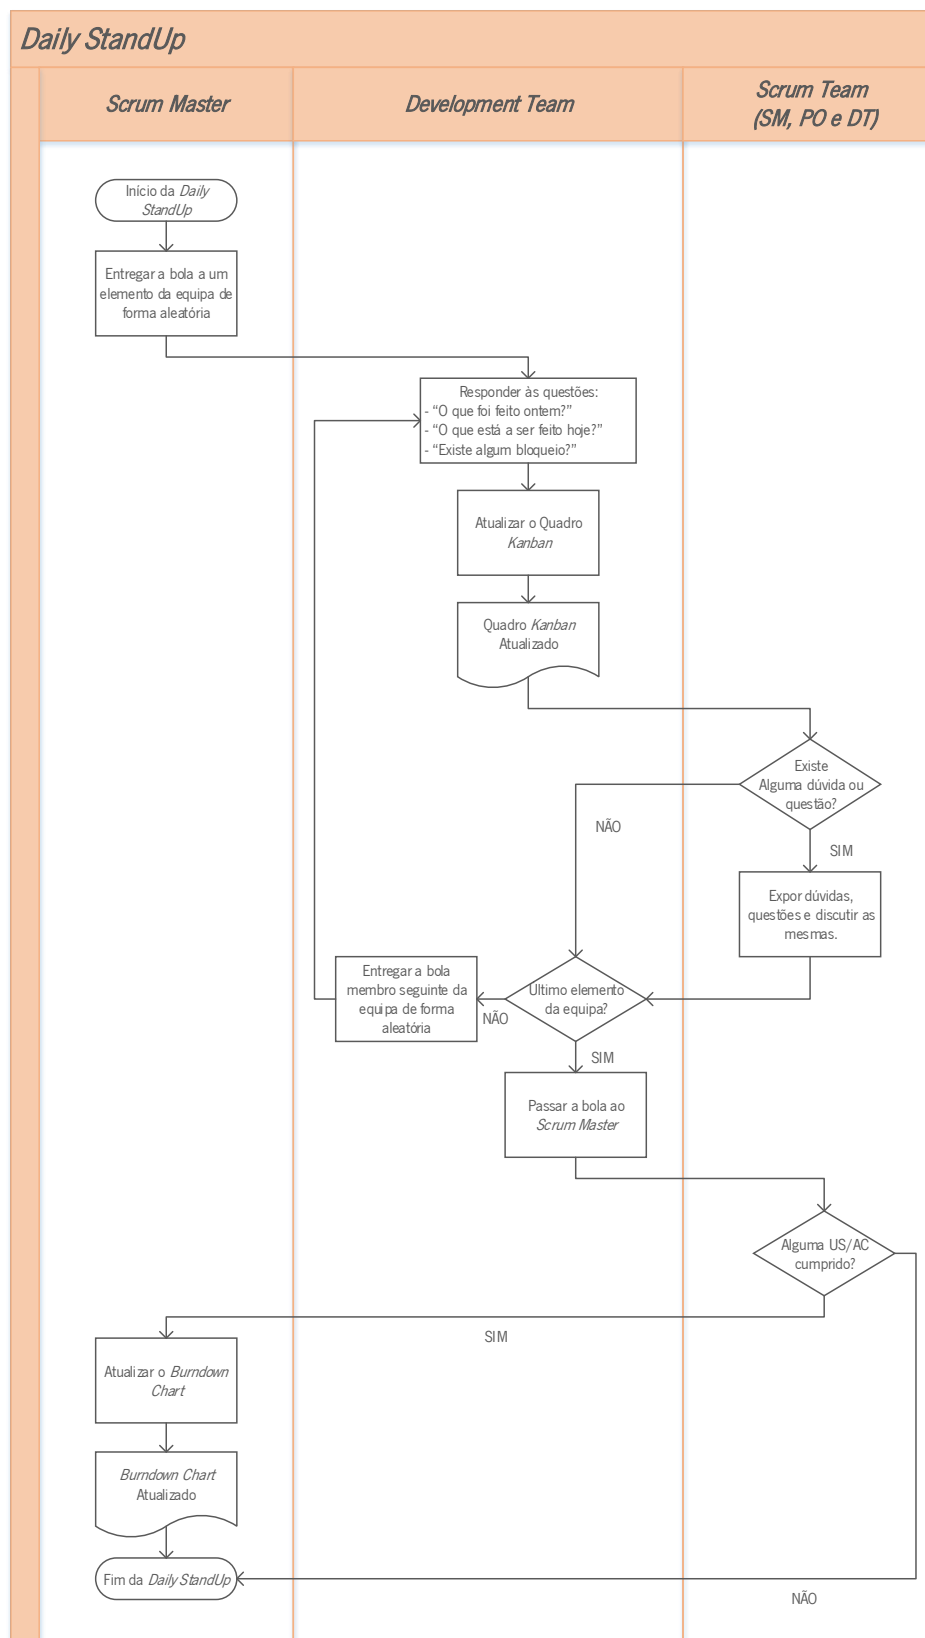 Daily StandUp
Scrum Master
Development Team
Scrum Team
(SM, PO e DT)
Início da Daily
StandUp
Entregar a bola a um
elemento da equipa de
forma aleatória
Responder às questões:
- “O que foi feito ontem?”
- “O que está a ser feito hoje?”
- “Existe algum bloqueio?”
Atualizar o Quadro
Kanban
Quadro Kanban
Atualizado
Existe
Alguma dúvida ou
questão?
NÃO
SIM
Expor dúvidas,
questões e discutir as
mesmas.
Entregar a bola
membro seguinte da
equipa de forma
aleatória
NÃO
Ultimo elemento
da equipa?
SIM
Passar a bola ao
Scrum Master
Alguma US/AC
cumprido?
SIM
Atualizar o Burndown
Chart
Burndown Chart
Atualizado
Fim da Daily StandUp
NÃO